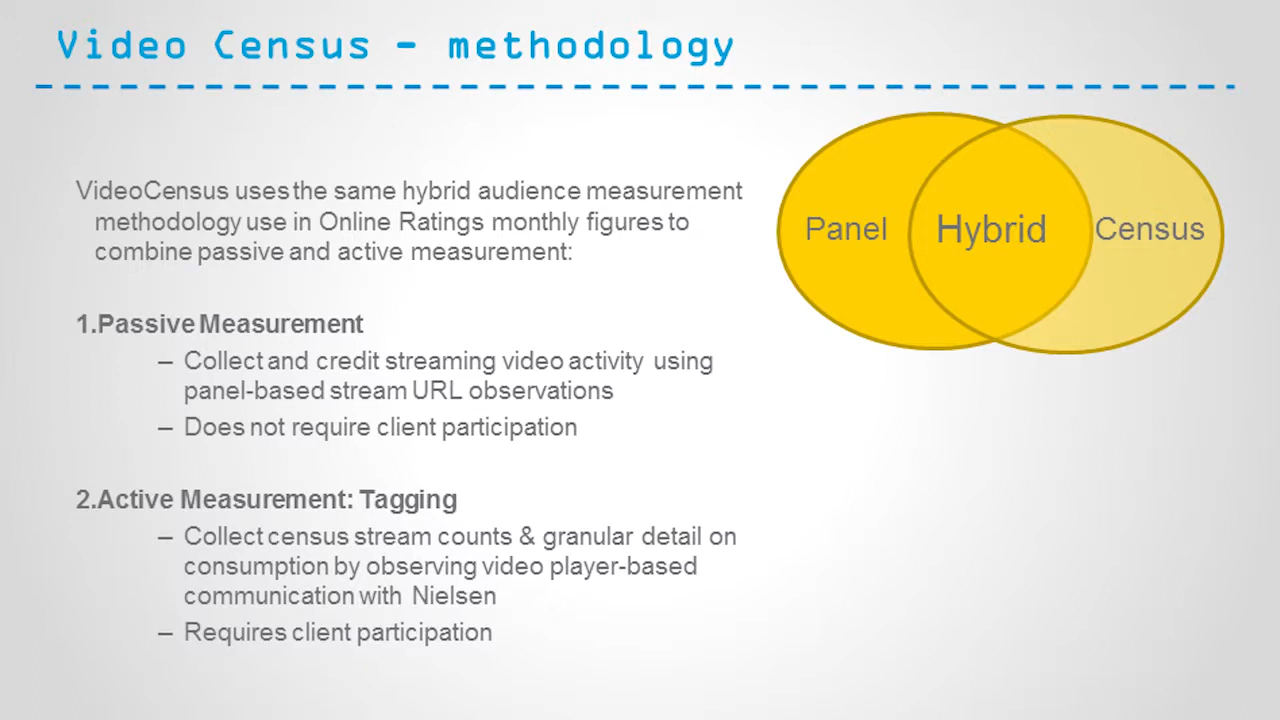 Video Census - methodology
VideoCensus uses the same hybrid audience measurement
methodology use in Online Ratings monthly figures to
combine passive and active measurement:
1.Passive Measurement
– Collect and credit streaming video activity using
panel-based stream URL observations
– Does not require client participation
2.Active Measurement: Tagging
– Collect census stream counts & granular detail on
consumption by observing video player-based
communication with Nielsen
– Requires client participation
Panel
Hybrid
Census